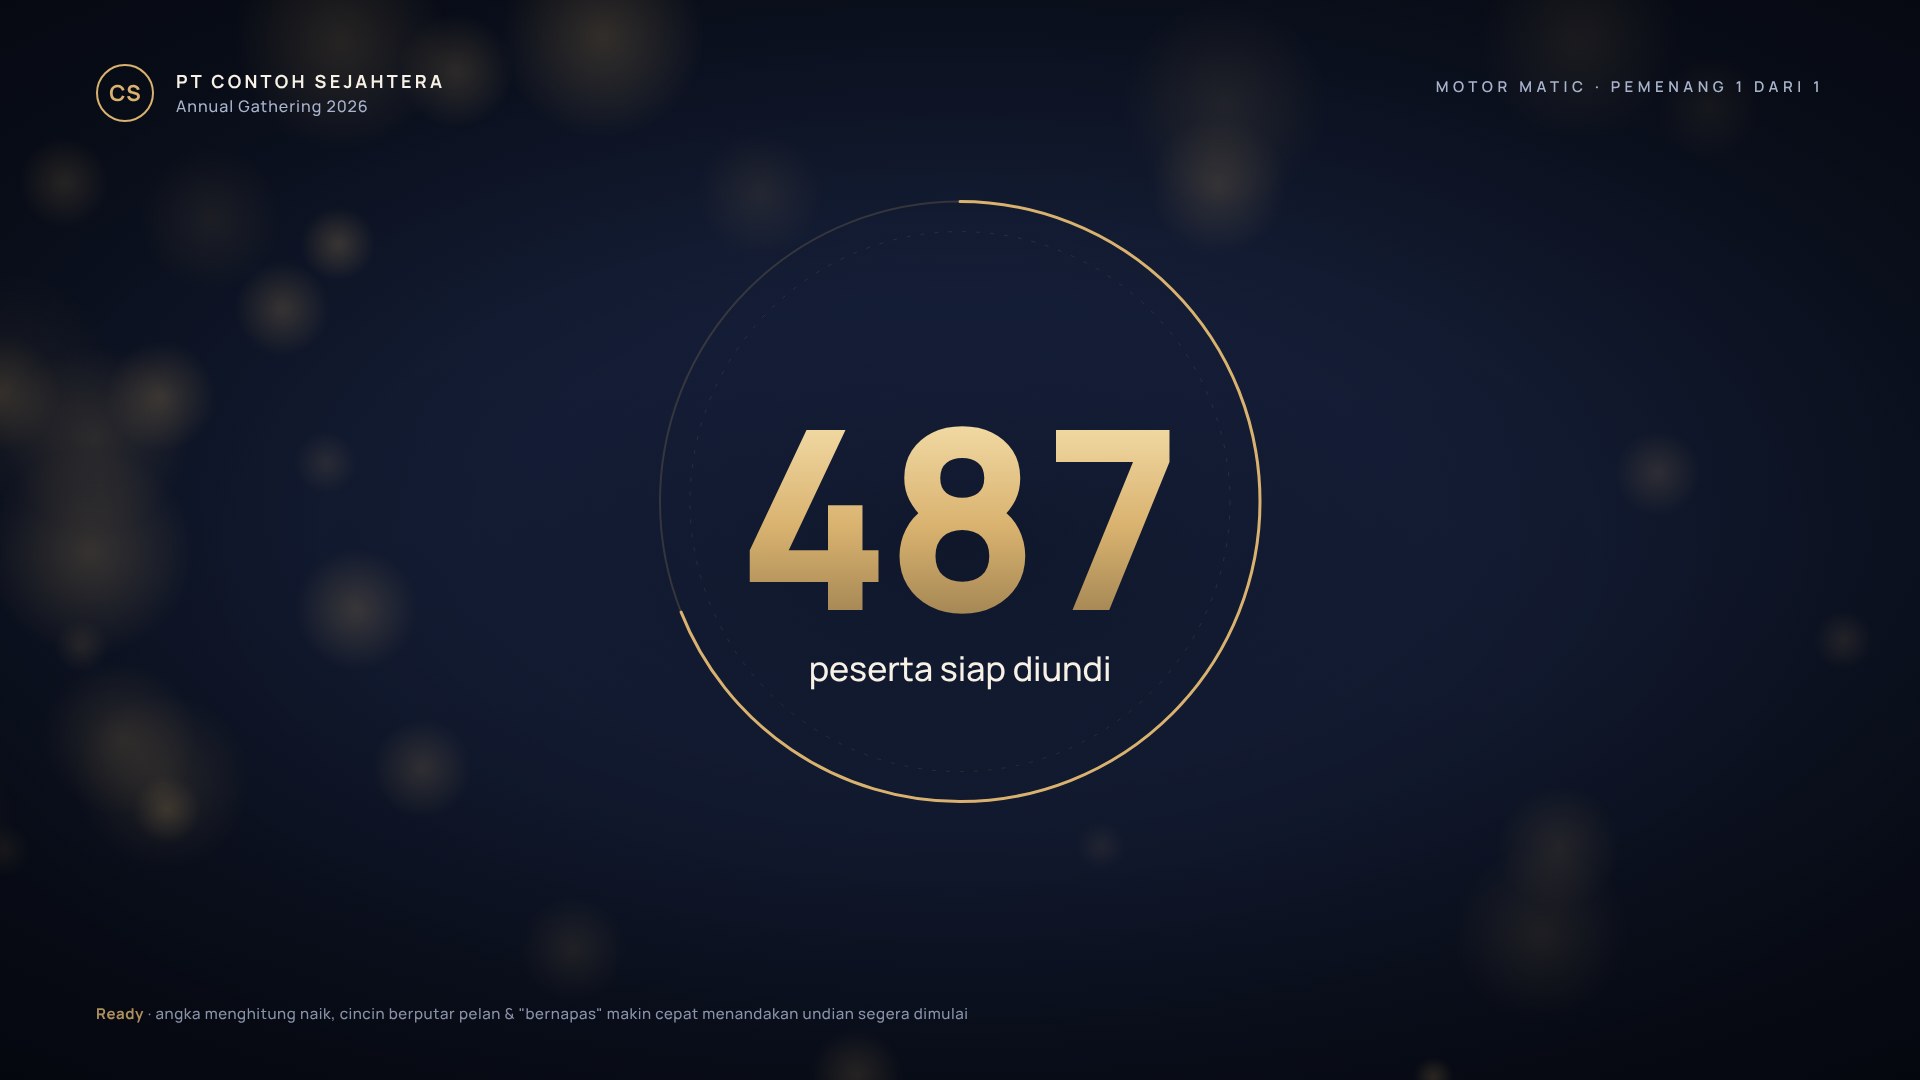 CS
PT CONTOH SEJAHTERA
Annual Gathering 2026
MOTOR MATIC · PEMENANG 1 DARI 1
487
peserta siap diundi
Ready · angka menghitung naik, cincin berputar pelan & "bernapas" makin cepat menandakan undian segera dimulai